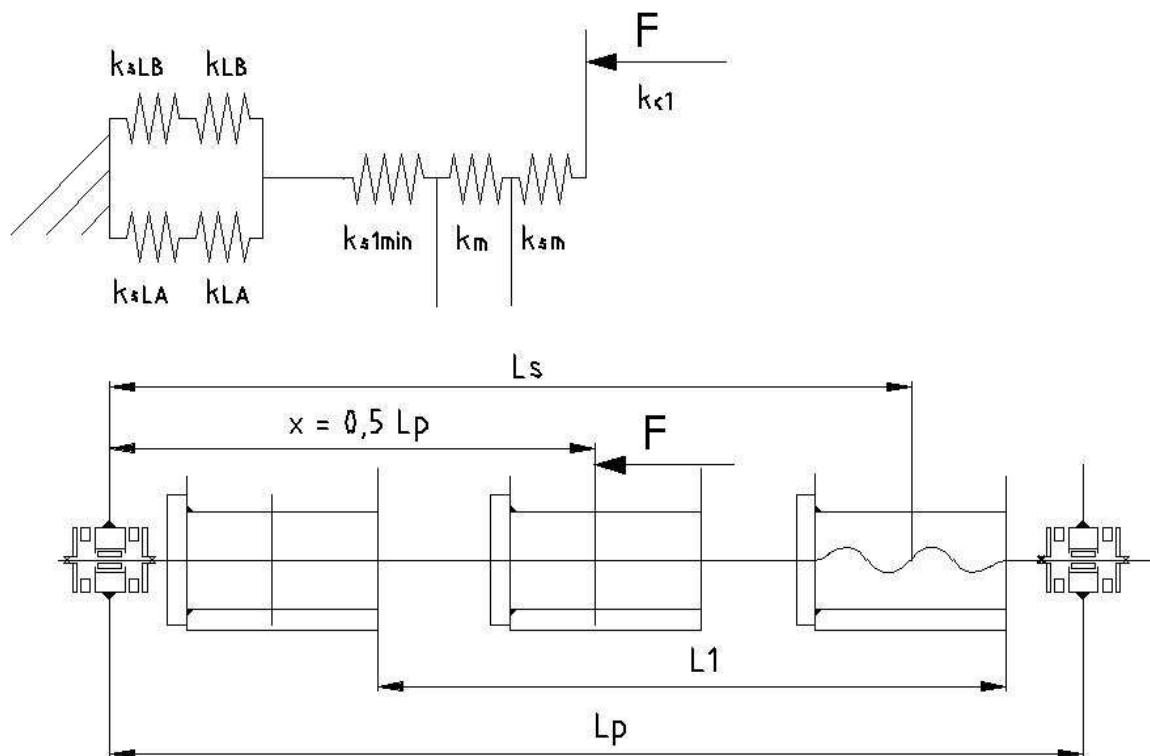 F
ksLB kLB
kc1
ks1min km ksm
ksLA kLA
Ls
x = 0,5 Lp
F
L1
Lp